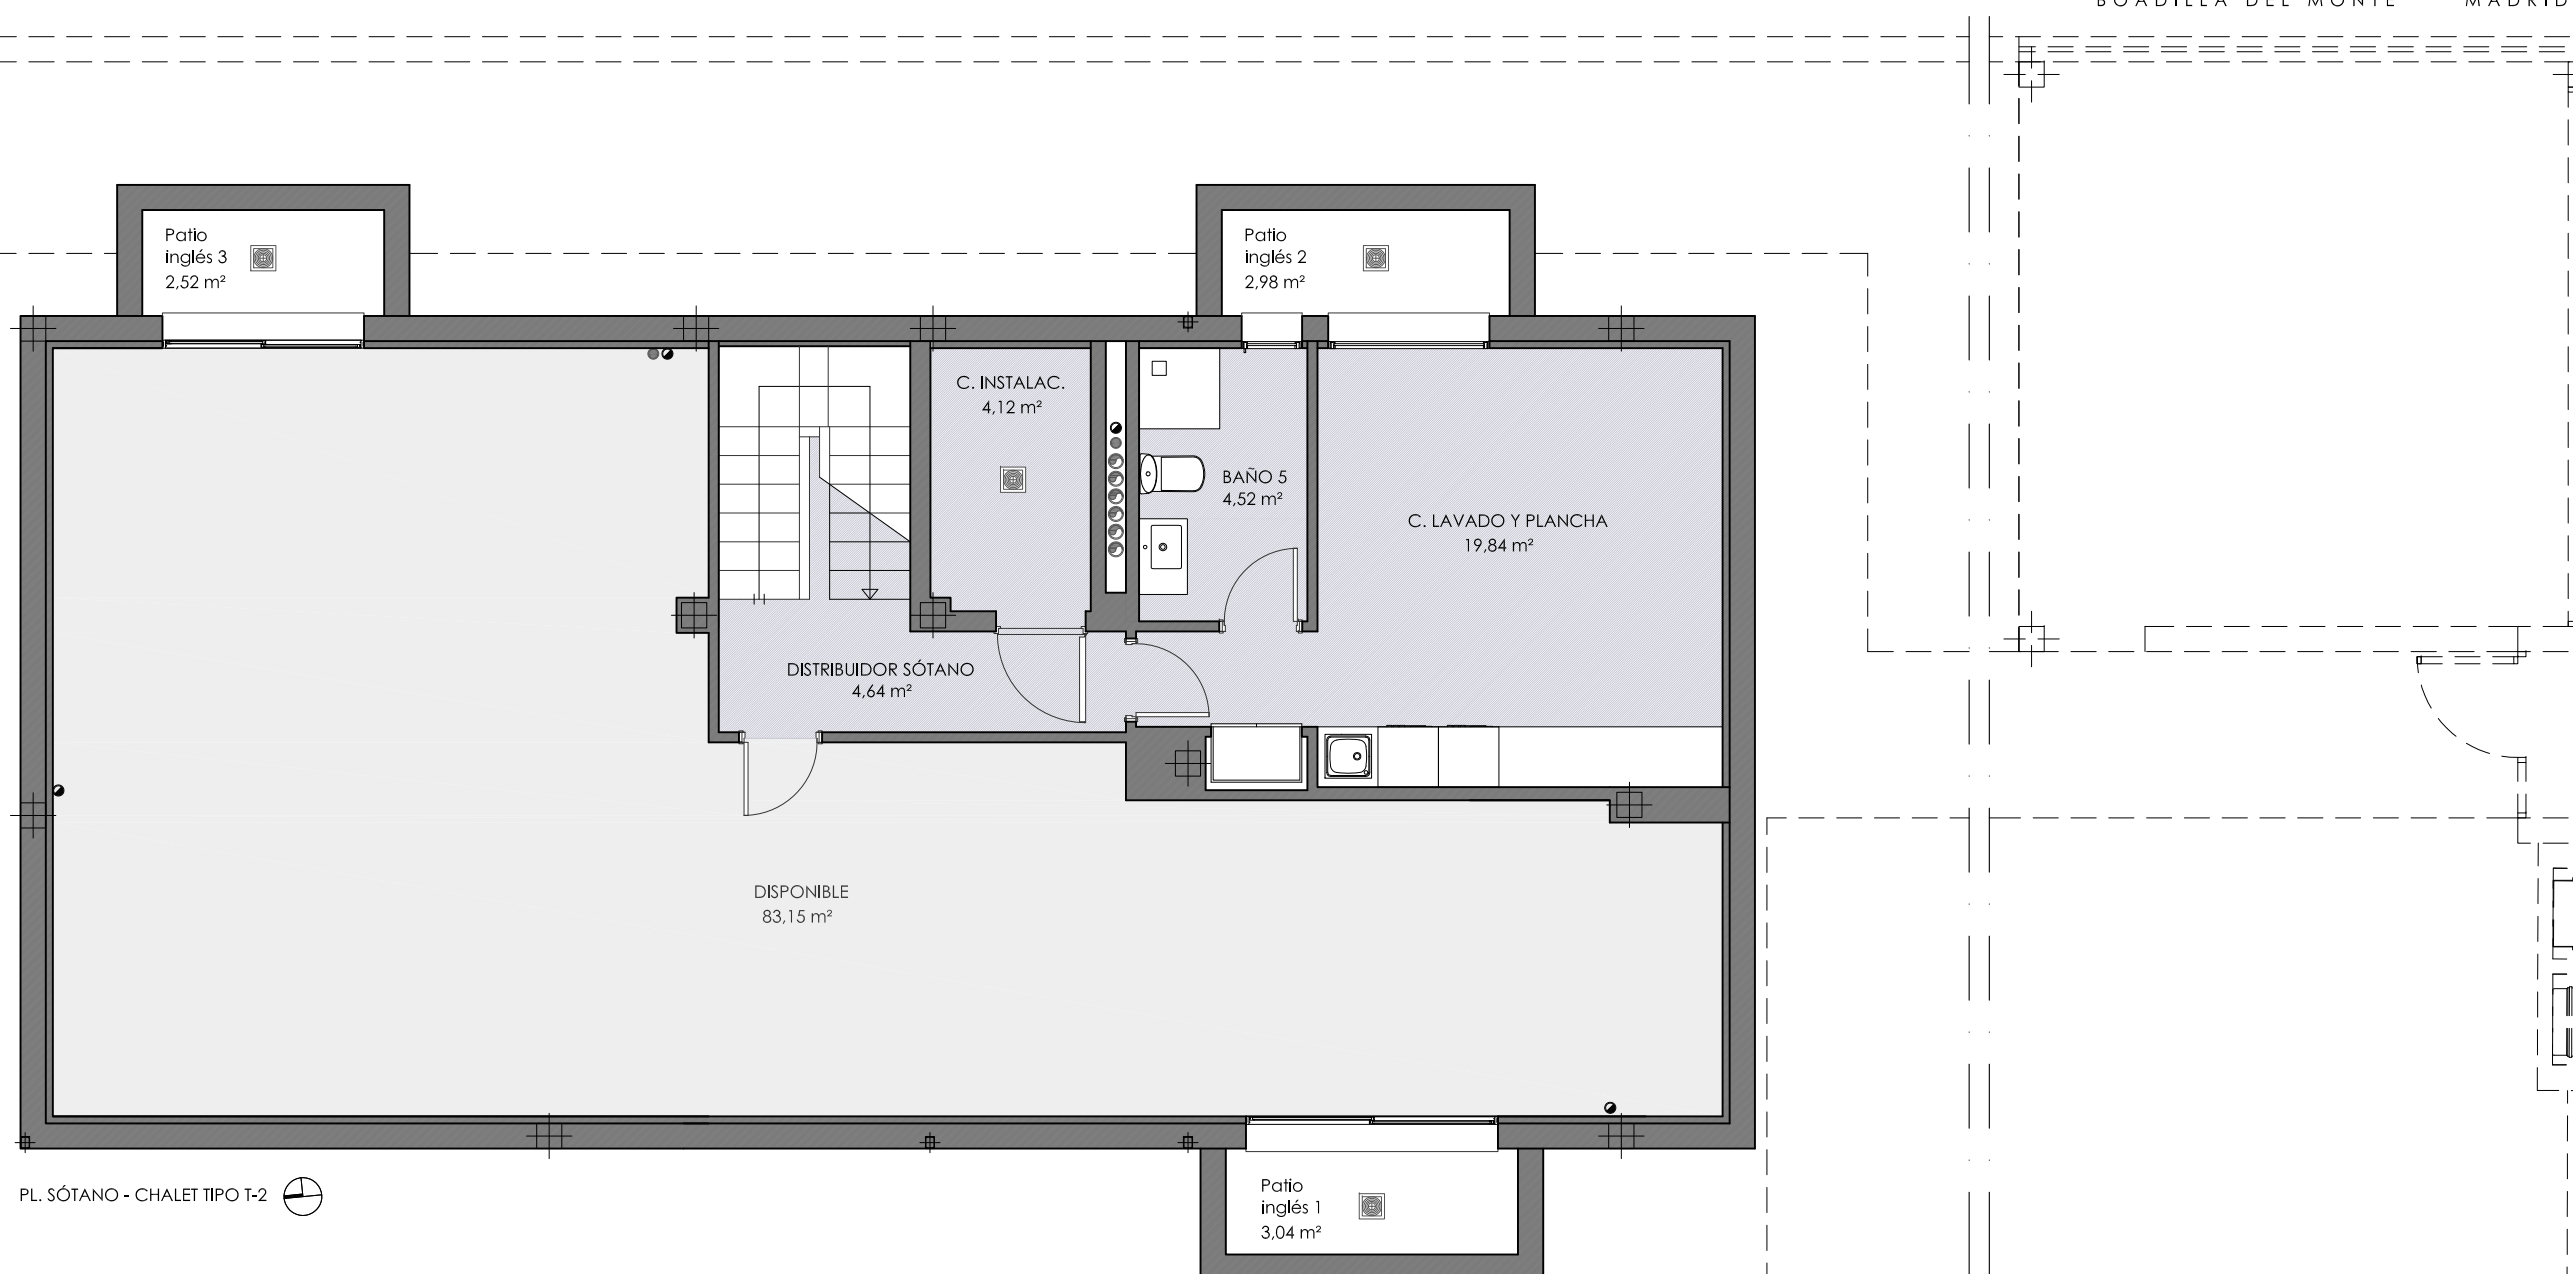 BOADILLA DEL MONTE MADRID
Patio
inglés 3
2,52 m²
Patio
inglés 2
2,98 m²
C. INSTALAC.
4,12 m²
BAÑO 5
4,52 m²
C. LAVADO Y PLANCHA
19,84 m²
DISTRIBUIDOR SÓTANO
4,64 m²
DISPONIBLE
83,15 m²
PL. SÓTANO - CHALET TIPO T-2
Patio
inglés 1
3,04 m²